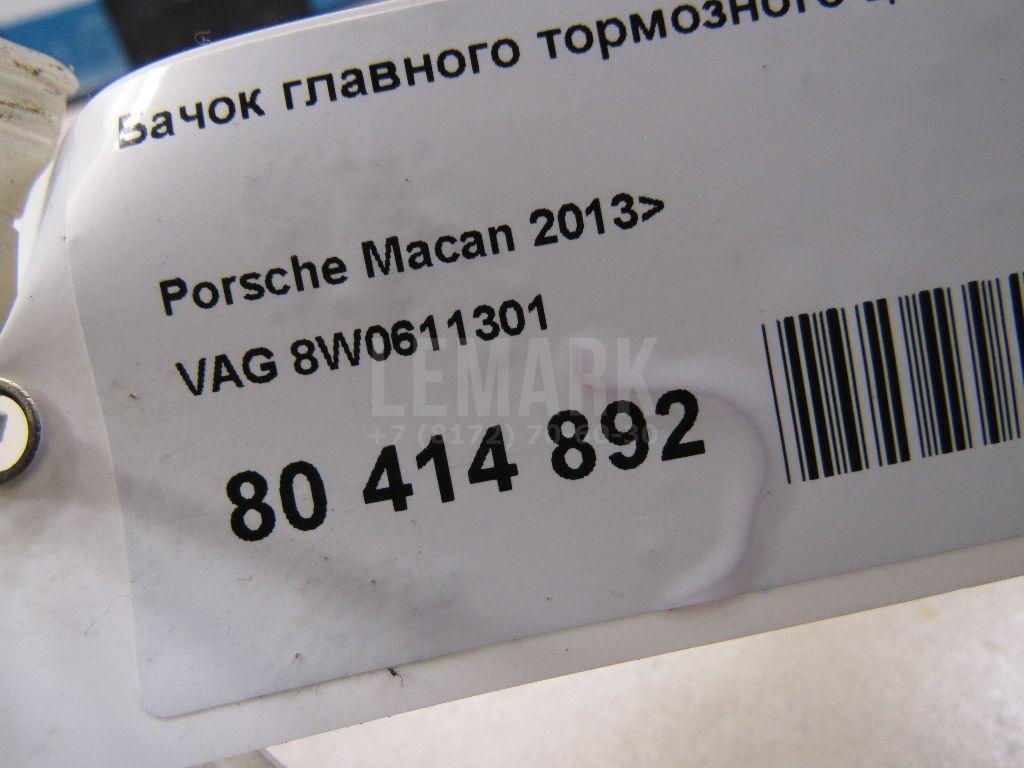 Бачок главного тормозного
Porsche Macan 2013>
VAG 8W0611301
LEMARK
80 414 892